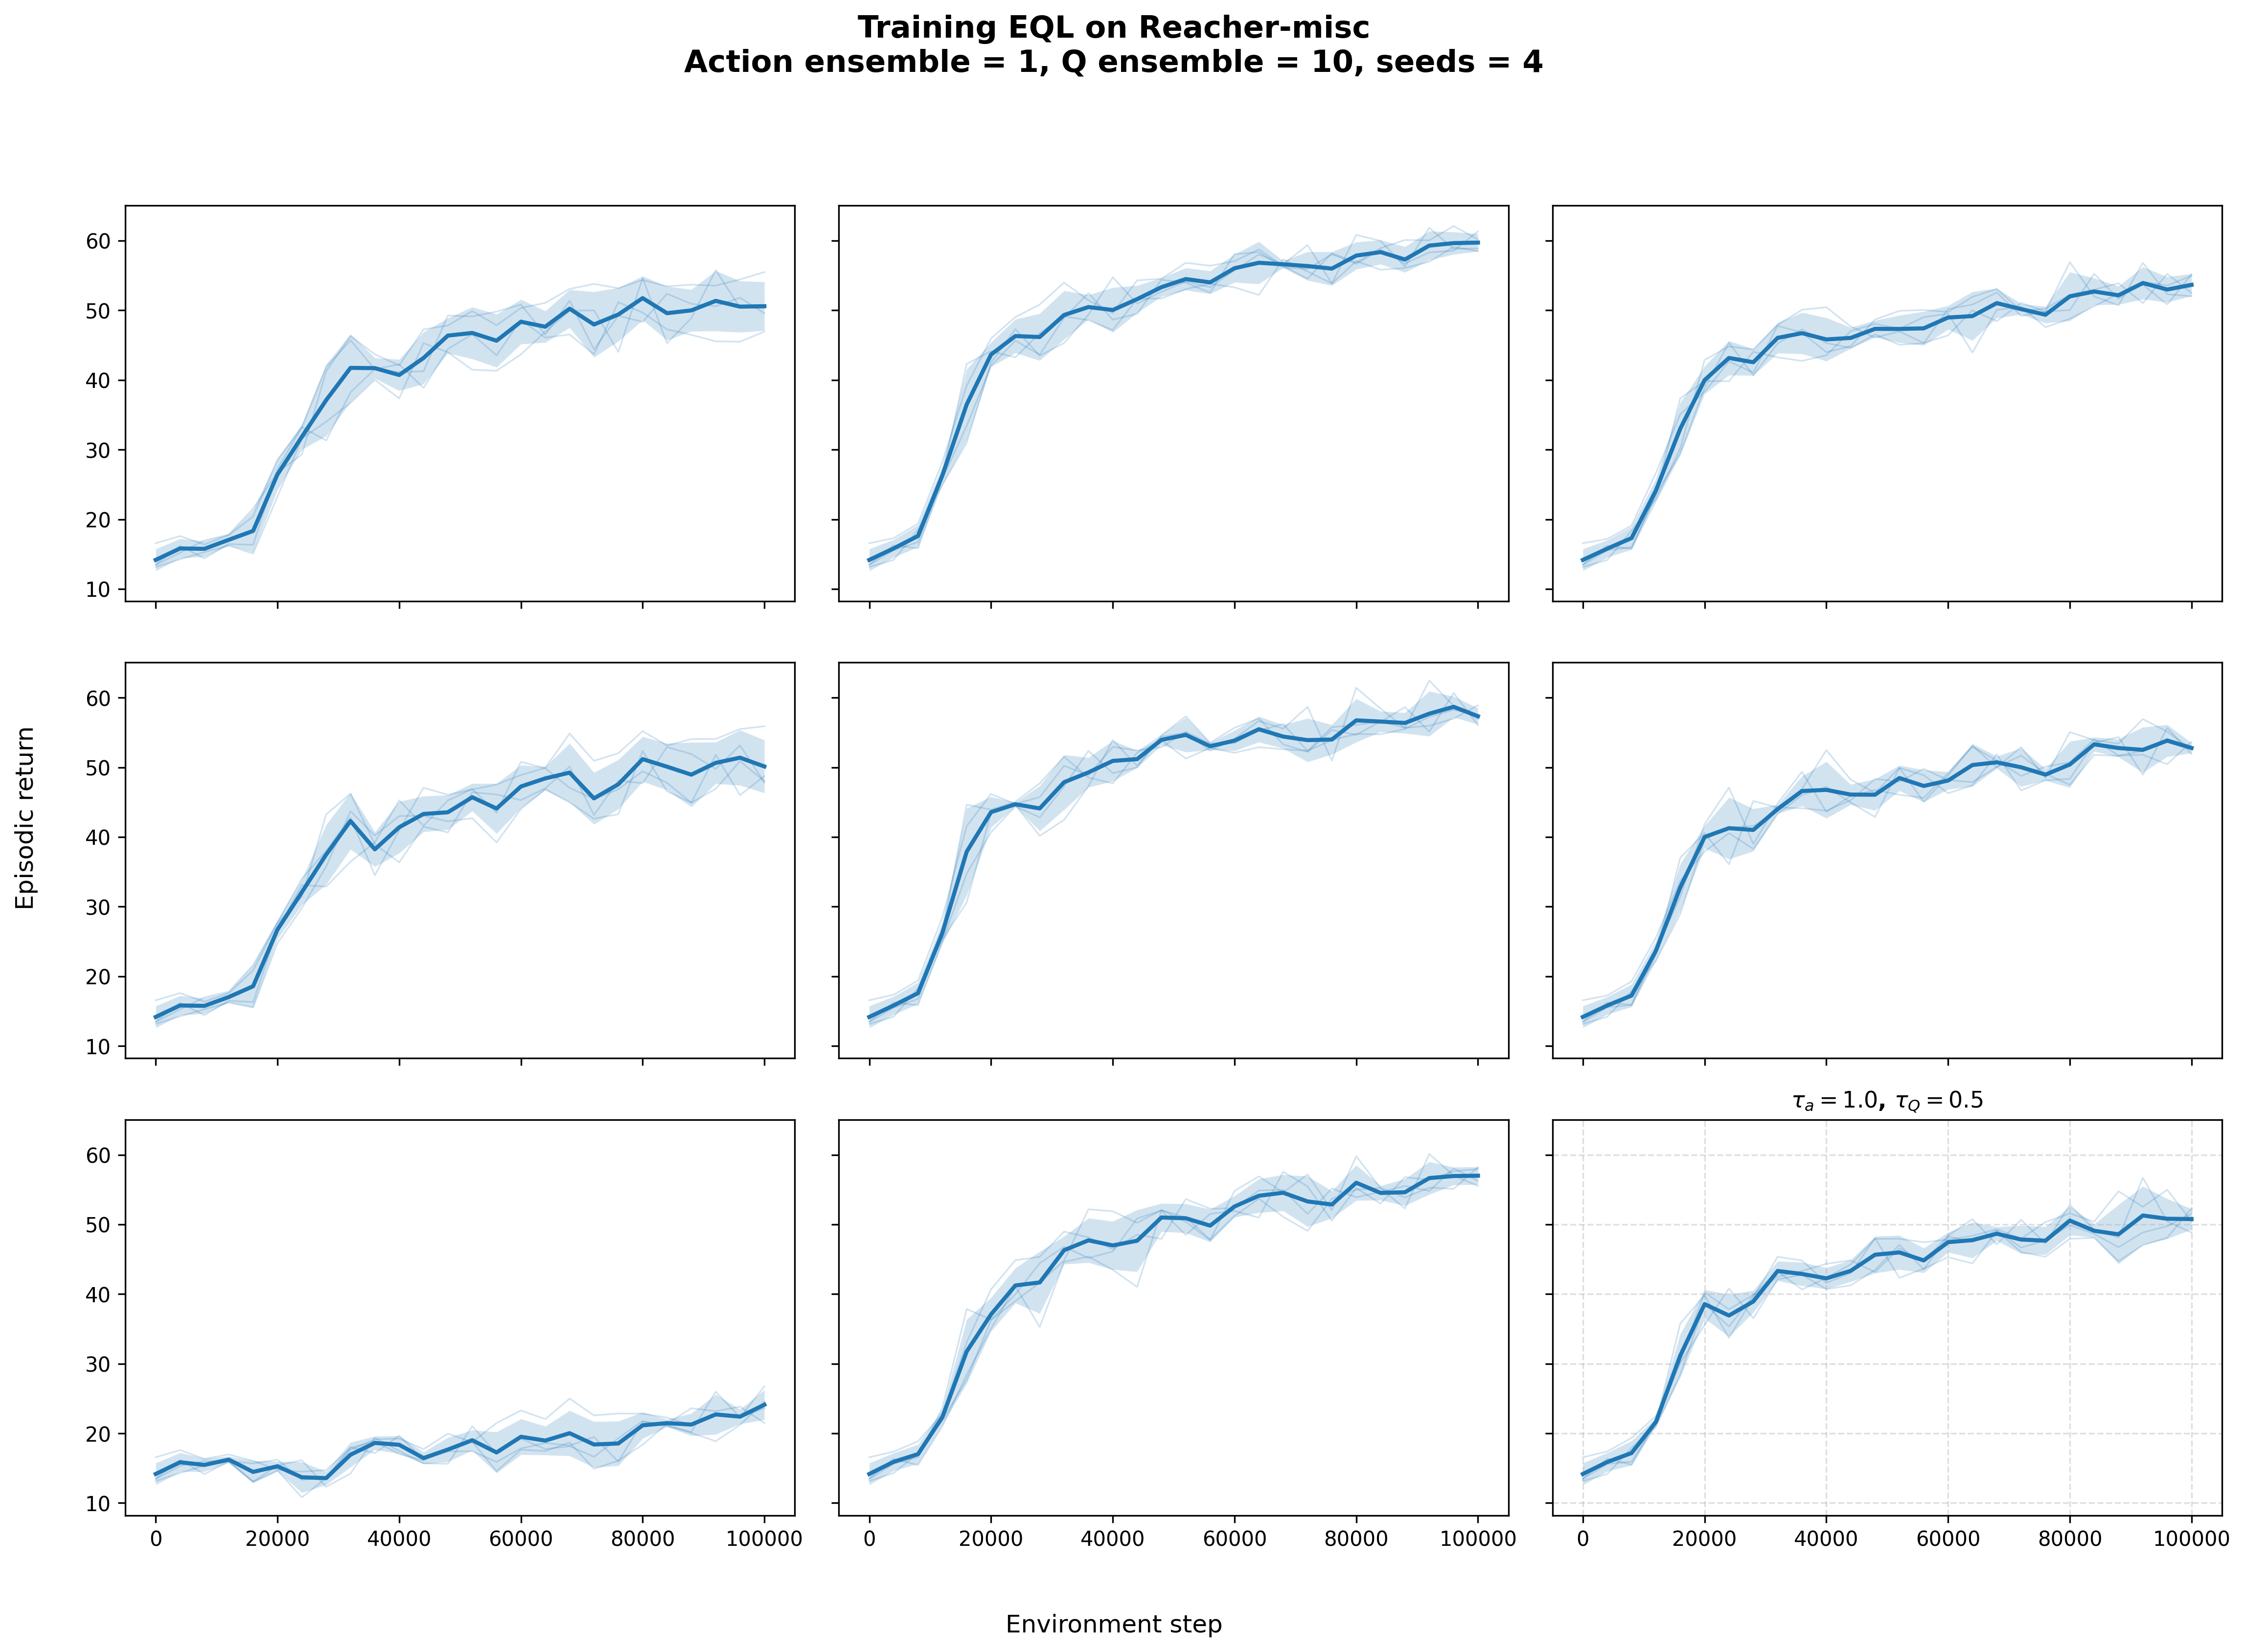 Training EQL on Reacher-misc
Action ensemble = 1, Q ensemble = 10, seeds = 4
60
50
40
30
20
10
Episodic return
60
50
40
30
20
10
τₐ = 1.0, τ_Q = 0.5
60
50
40
30
20
10
0 20000 40000 60000 80000 100000
0 20000 40000 60000 80000 100000
0 20000 40000 60000 80000 100000
Environment step